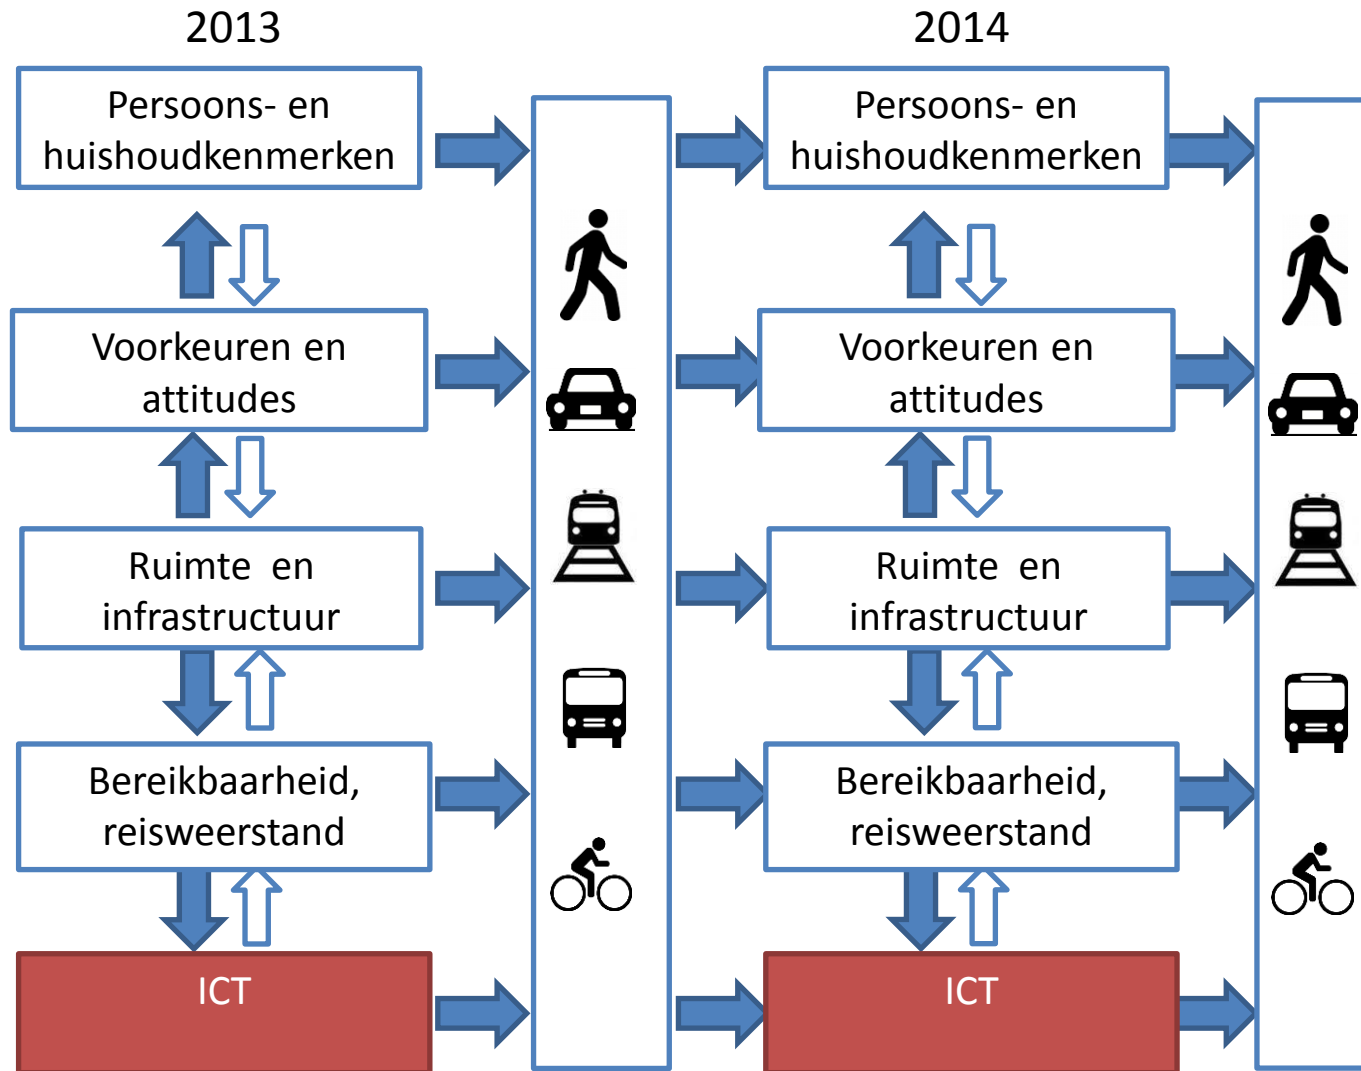 2013
2014
Persoons- en
huishoudkenmerken
Persoons- en
huishoudkenmerken
Voorkeuren en
attitudes
Voorkeuren en
attitudes
Ruimte en
infrastructuur
Ruimte en
infrastructuur
Bereikbaarheid,
reisweerstand
Bereikbaarheid,
reisweerstand
ICT
ICT